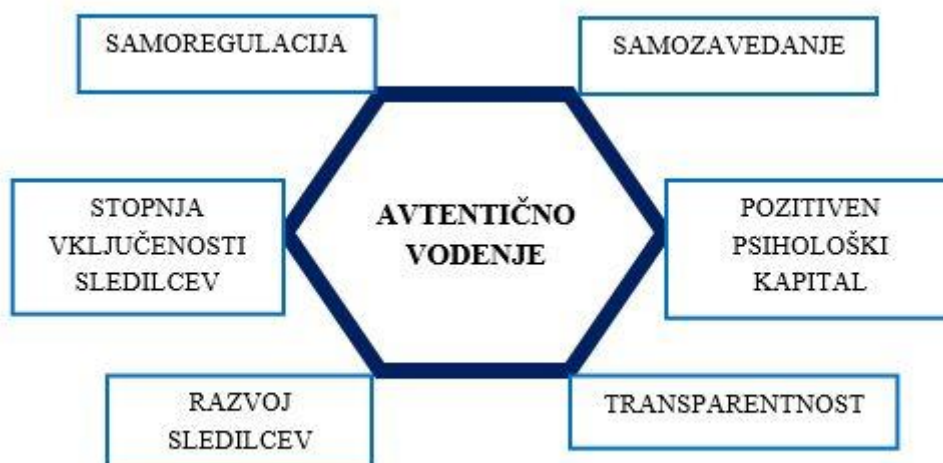 SAMOREGULACIJA
SAMOZAVEDANJE
STOPNJA
VKLJUČENOSTI
SLEDILCEV
AVTENTIČNO
VODENJE
POZITIVEN
PSIHOLOŠKI
KAPITAL
RAZVOJ
SLEDILCEV
TRANSPARENTNOST